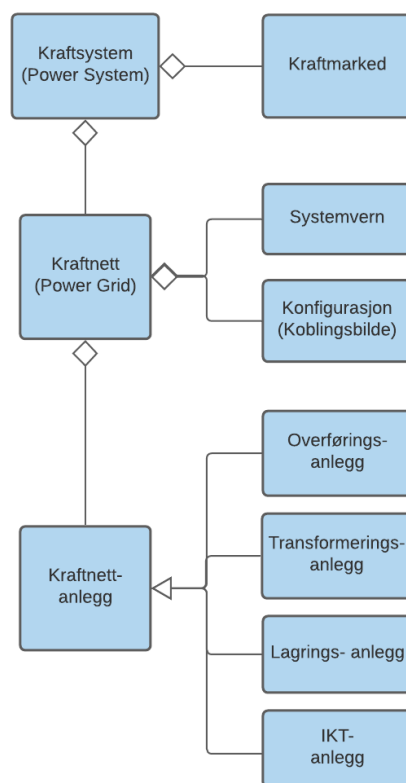 Kraftsystem
(Power System)
Kraftmarked
Kraftnett
(Power Grid)
Systemvern
Konfigurasjon
(Koblingsbilde)
Kraftnett-
anlegg
Overførings-
anlegg
Transformerings-
anlegg
Lagrings- anlegg
IKT-
anlegg